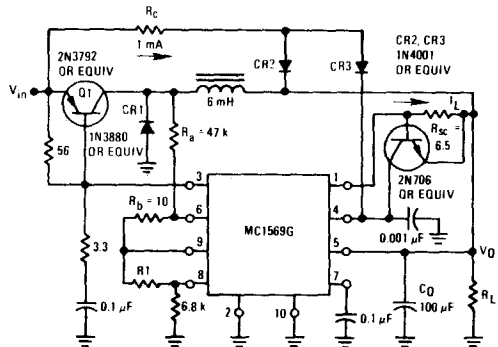 Rc
1 mA
CR2, CR3
1N4001
OR EQUIV
2N3792
OR EQUIV
Vin
Q1
CR2
CR3
CR1
6 mH
IL
Rsc =
6.5
1N3880
OR EQUIV
Ra = 47 k
56
2N706
OR EQUIV
3
1
Rb = 10
6
4
0.001 µF
MC1569G
9
5
VO
3.3
R1
8
7
CO
100 µF
RL
0.1 µF
6.8 k
2
10
0.1 µF